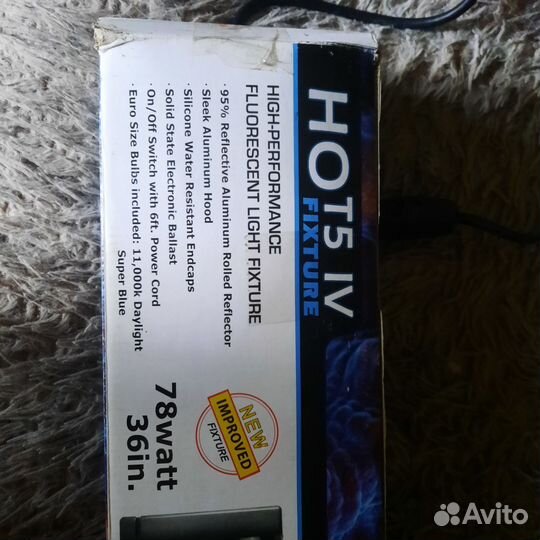 HOT5 IV
FIXTURE
HIGH-PERFORMANCE
FLUORESCENT LIGHT FIXTURE
· 95% Reflective Aluminum Rolled Reflector
· Sleek Aluminum Hood
· Silicone Water Resistant Endcaps
· Solid State Electronic Ballast
· On/Off Switch with 6ft. Power Cord
· Euro Size Bulbs included: 11,000k Daylight
Super Blue
NEW
IMPROVED
FIXTURE
78watt
36in.
Avito